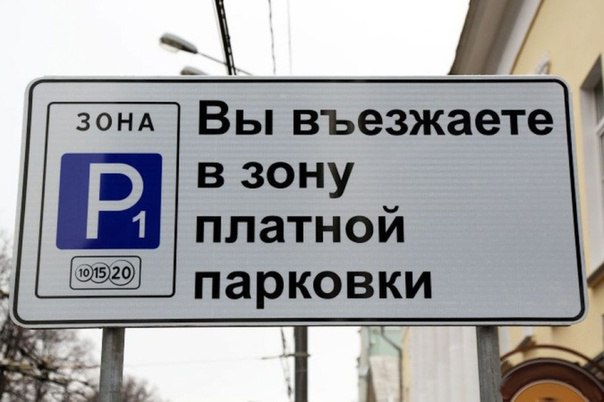 ЗОНА
P1
10 15 20
Вы въезжаете
в зону
платной
парковки